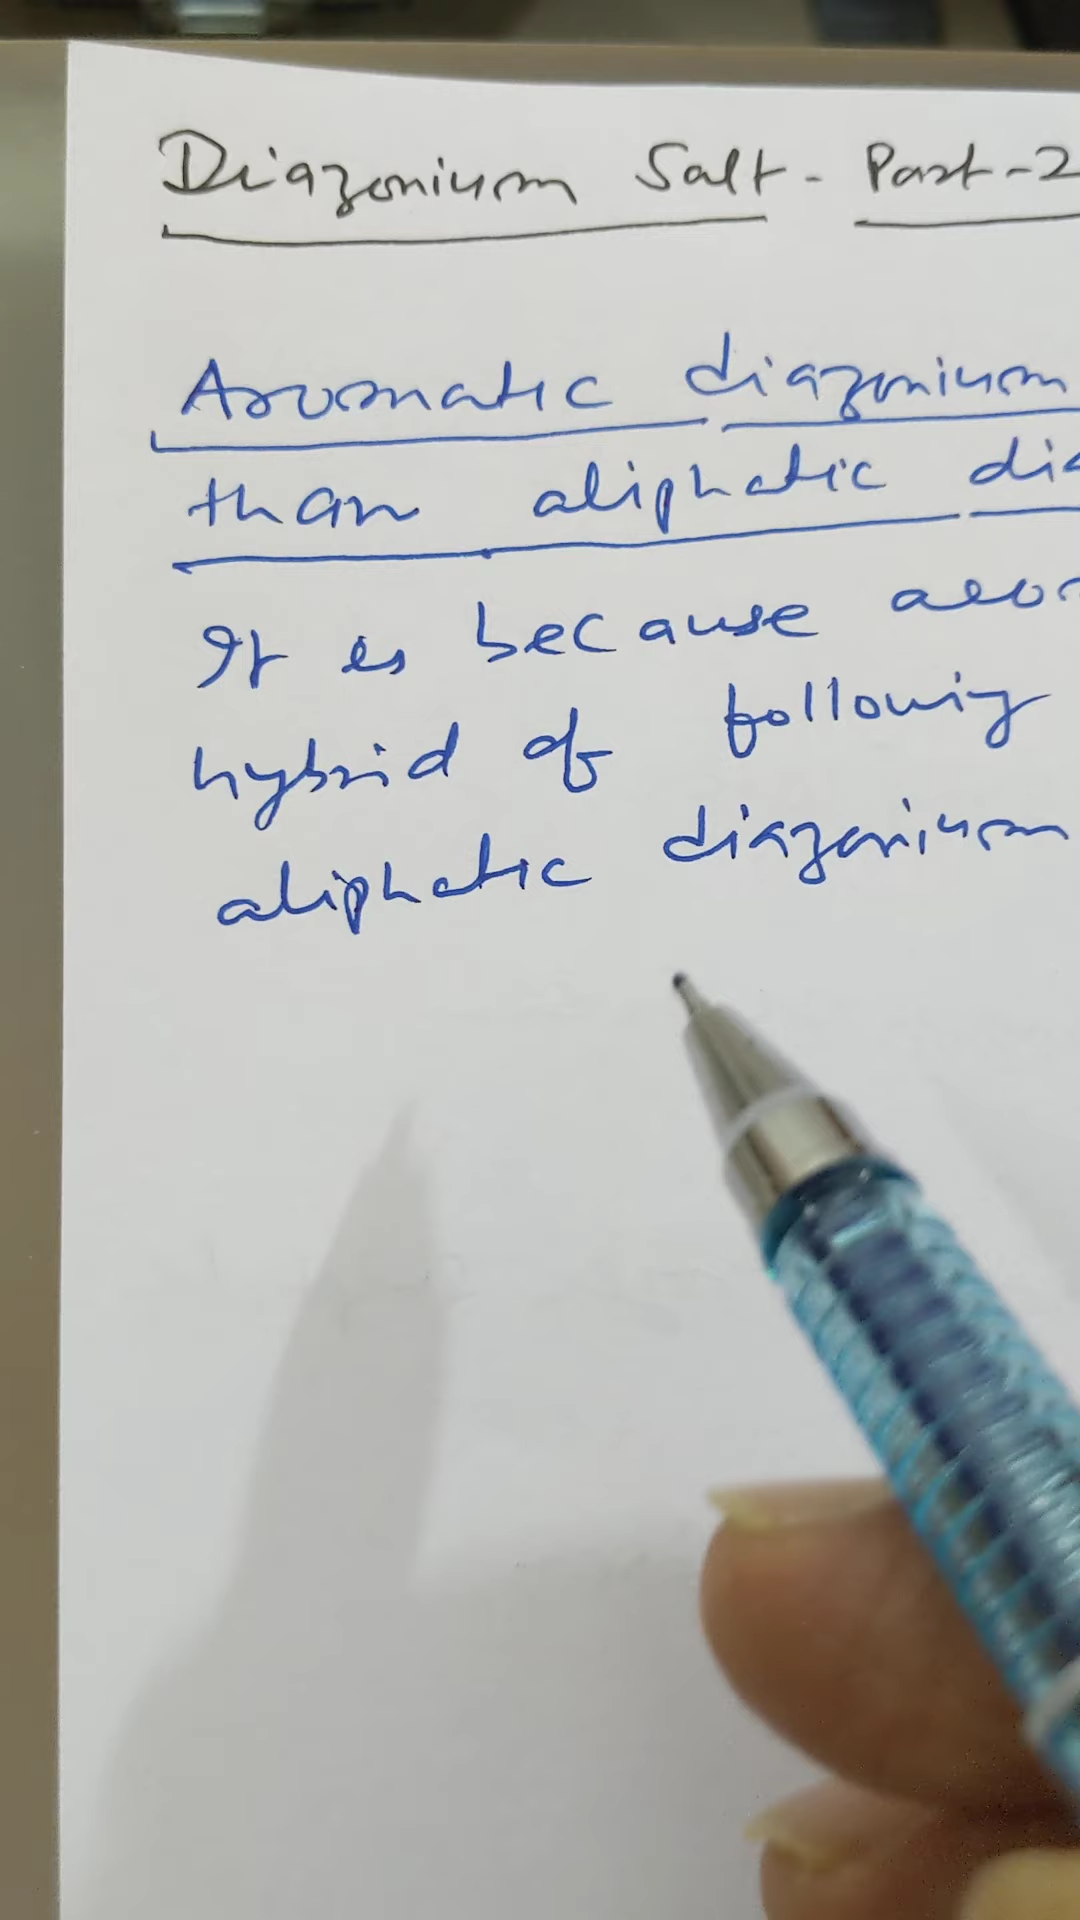 Diazonium Salt - Part-2
Aromatic diazonium
than aliphatic
It is because
hybrid of following
aliphatic diazonium